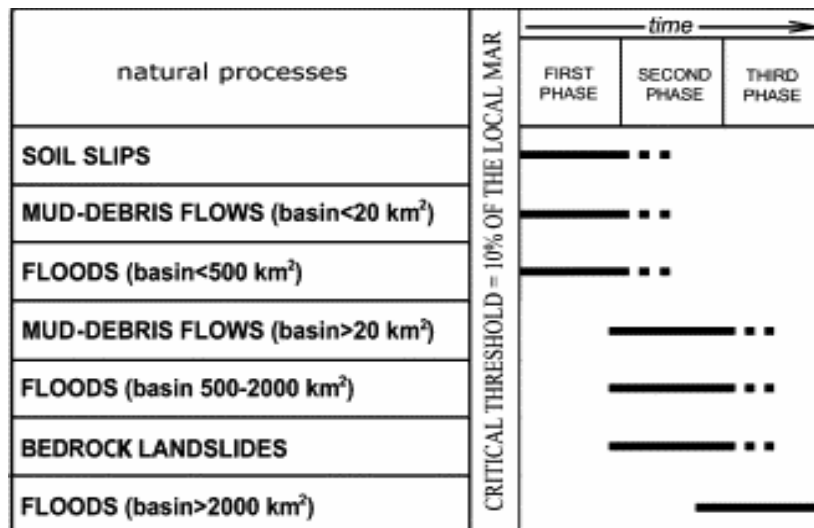 natural processes
CRITICAL THRESHOLD = 10% OF THE LOCAL MAR
time
FIRST
PHASE
SECOND
PHASE
THIRD
PHASE
SOIL SLIPS
MUD-DEBRIS FLOWS (basin<20 km²)
FLOODS (basin<500 km²)
MUD-DEBRIS FLOWS (basin>20 km²)
FLOODS (basin 500-2000 km²)
BEDROCK LANDSLIDES
FLOODS (basin>2000 km²)